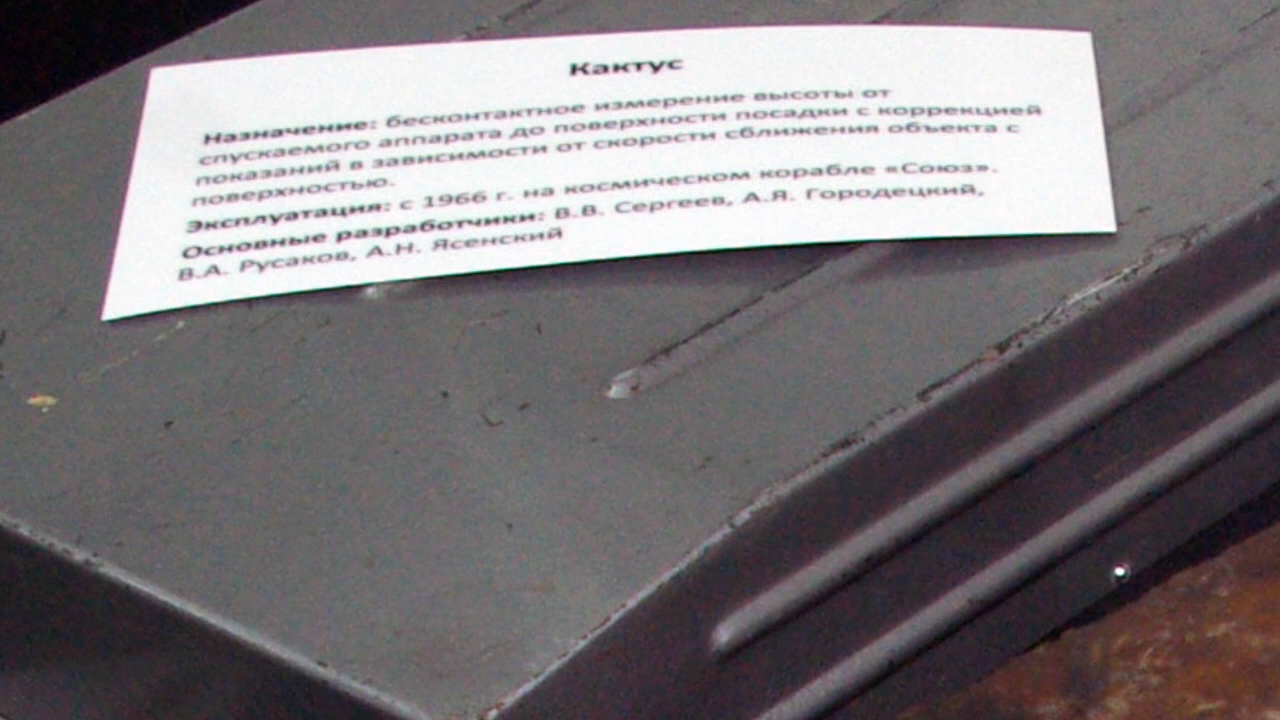 Кактус
Назначение: бесконтактное измерение высоты от
спускаемого аппарата до поверхности посадки с коррекцией
показаний в зависимости от скорости сближения объекта с
поверхностью.
Эксплуатация: с 1966 г. на космическом корабле «Союз».
Основные разработчики: В.В. Сергеев, А.Я. Городецкий,
В.А. Русаков, А.Н. Ясенский